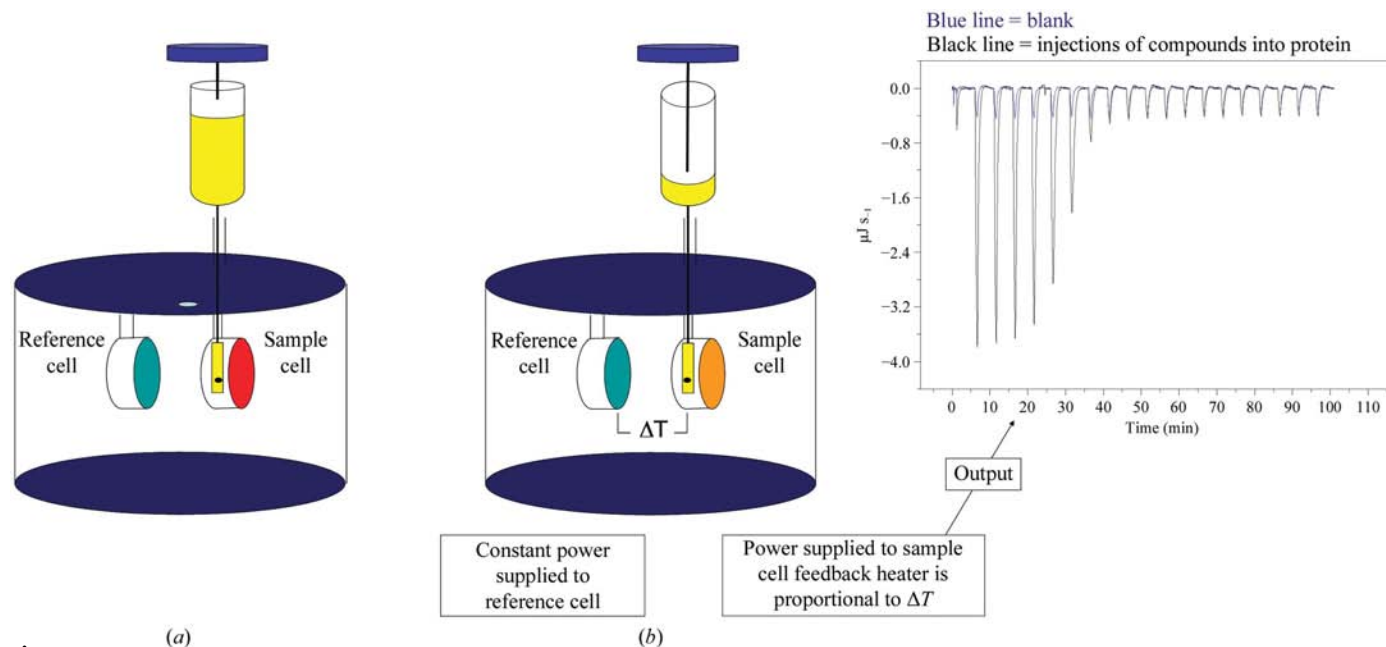 Blue line = blank
Black line = injections of compounds into protein
0.0
−0.8
−1.6
−2.4
−3.2
−4.0
μJ s−1
0 10 20 30 40 50 60 70 80 90 100 110
Time (min)
Reference
cell
Sample
cell
Reference
cell
Sample
cell
ΔT
Output
Constant power
supplied to
reference cell
Power supplied to sample
cell feedback heater is
proportional to ΔT
(a)
(b)